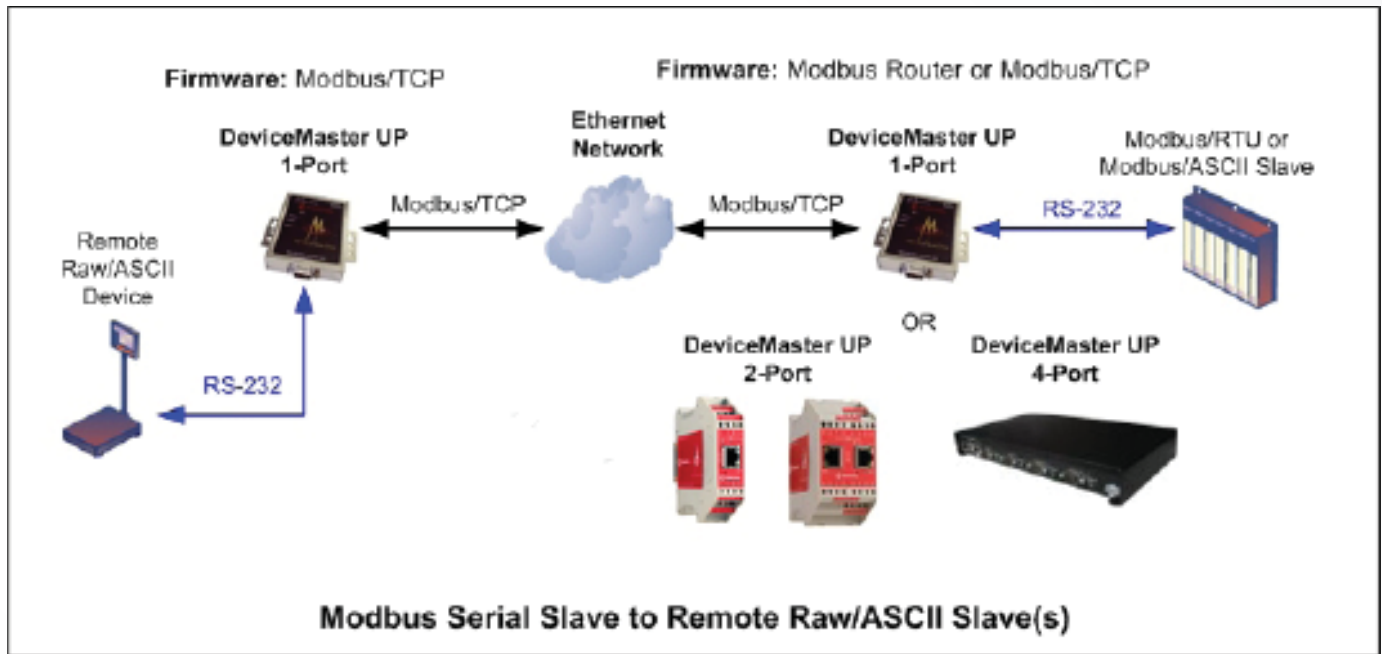 Firmware: Modbus/TCP
Firmware: Modbus Router or Modbus/TCP
DeviceMaster UP
1-Port
Ethernet
Network
DeviceMaster UP
1-Port
Modbus/RTU or
Modbus/ASCII Slave
Modbus/TCP
Modbus/TCP
RS-232
Remote
Raw/ASCII
Device
RS-232
OR
DeviceMaster UP
2-Port
DeviceMaster UP
4-Port
Modbus Serial Slave to Remote Raw/ASCII Slave(s)